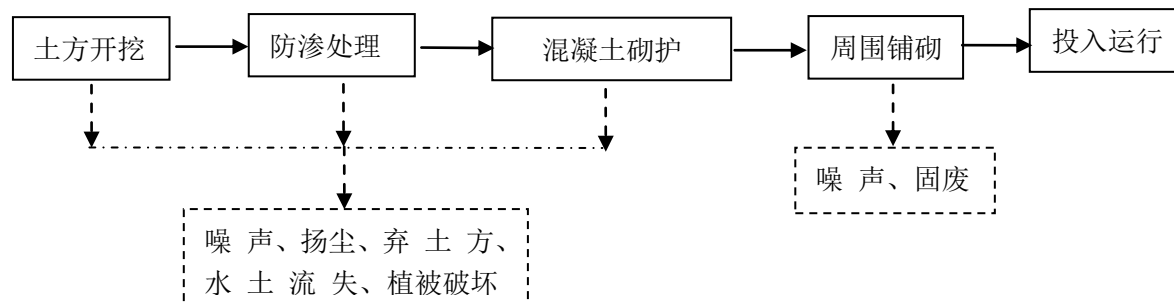 土方开挖
防渗处理
混凝土砌护
周围铺砌
投入运行
噪 声、固废
噪 声、扬尘、弃 土 方、
水 土 流 失、植被破坏